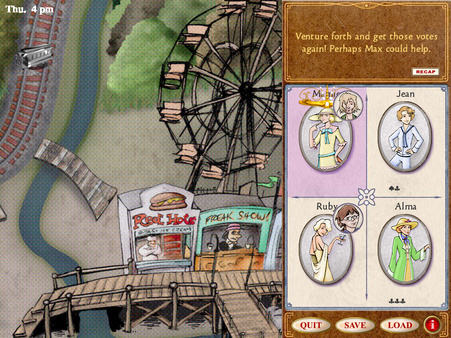 Thu, 4 pm
Venture forth and get those votes
again! Perhaps Max could help.
RECAP
Jean
Red Hots
FREAK SHOW!
Ruby
Alma
QUIT
SAVE
LOAD
i